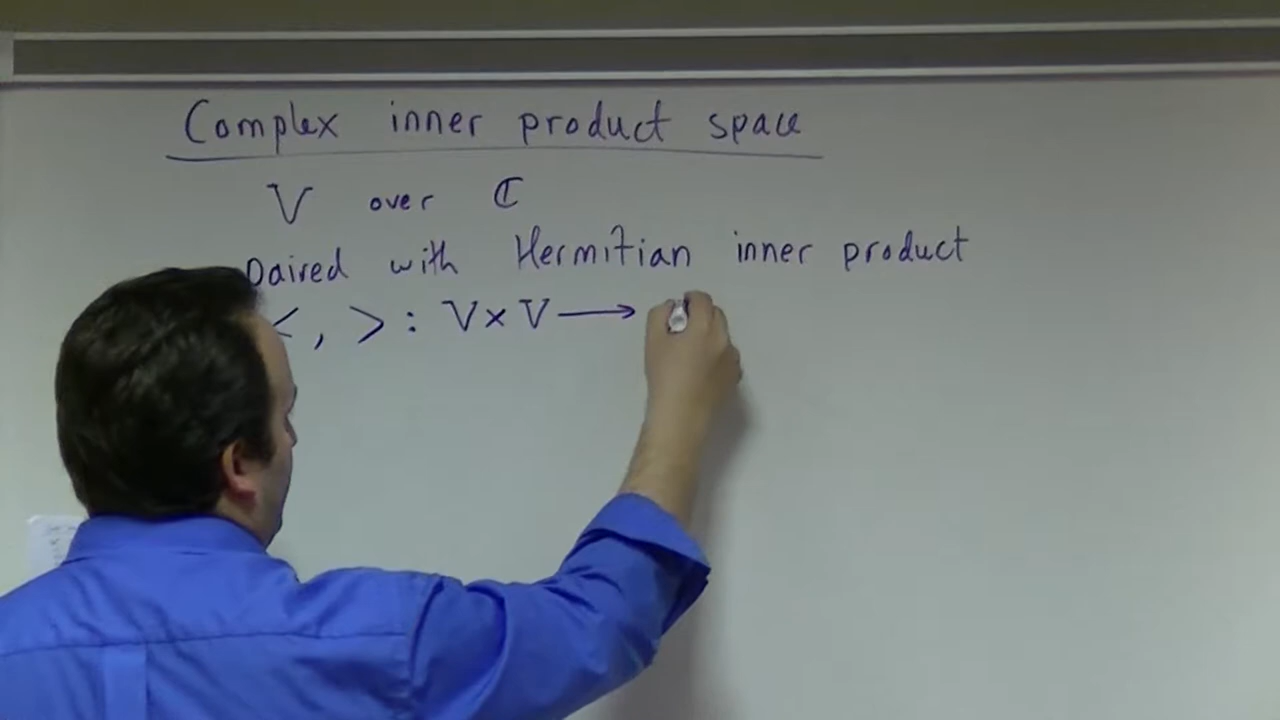 Complex inner product space
V over ℂ
paired with Hermitian inner product
< , > : V × V ⟶